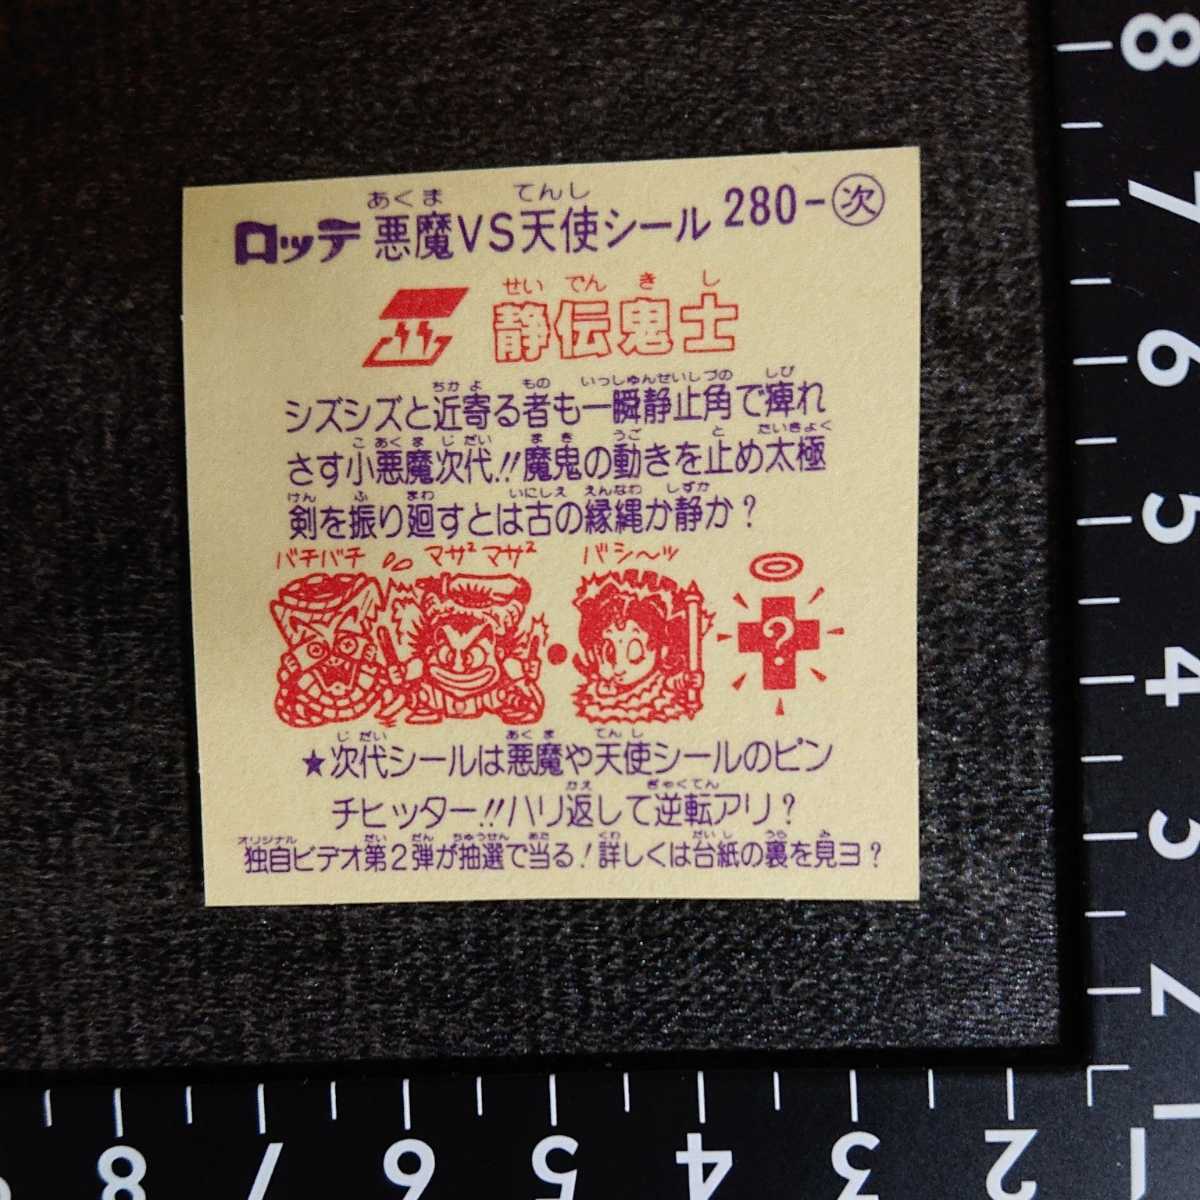 あくま てんし
ロッテ 悪魔VS天使シール 280-次
せい でん き し
静伝鬼士
ちかよ もの いっしゅんせいしづの しび
シズシズと近寄る者も一瞬静止角で痺れ
こ あくま じだい まき うご と たいきょく
さす小悪魔次代!!魔鬼の動きを止め太極
けん ふ まわ いにしえ えんなわ しずか
剣を振り廻すとは古の縁縄か静か?
バチバチ マサ² マサ² バシ〜ッ
?
じだい あくま てんし
★次代シールは悪魔や天使シールのピン
かえ ぎゃくてん
チヒッター!!ハリ返して逆転アリ?
オリジナル だい だん ちゅうせん あた くわ だいし うら み
独自ビデオ第2弾が抽選で当る!詳しくは台紙の裏を見ヨ?
8
7
6
5
4
3
2
1
8 7 6 5 4 3 2 1